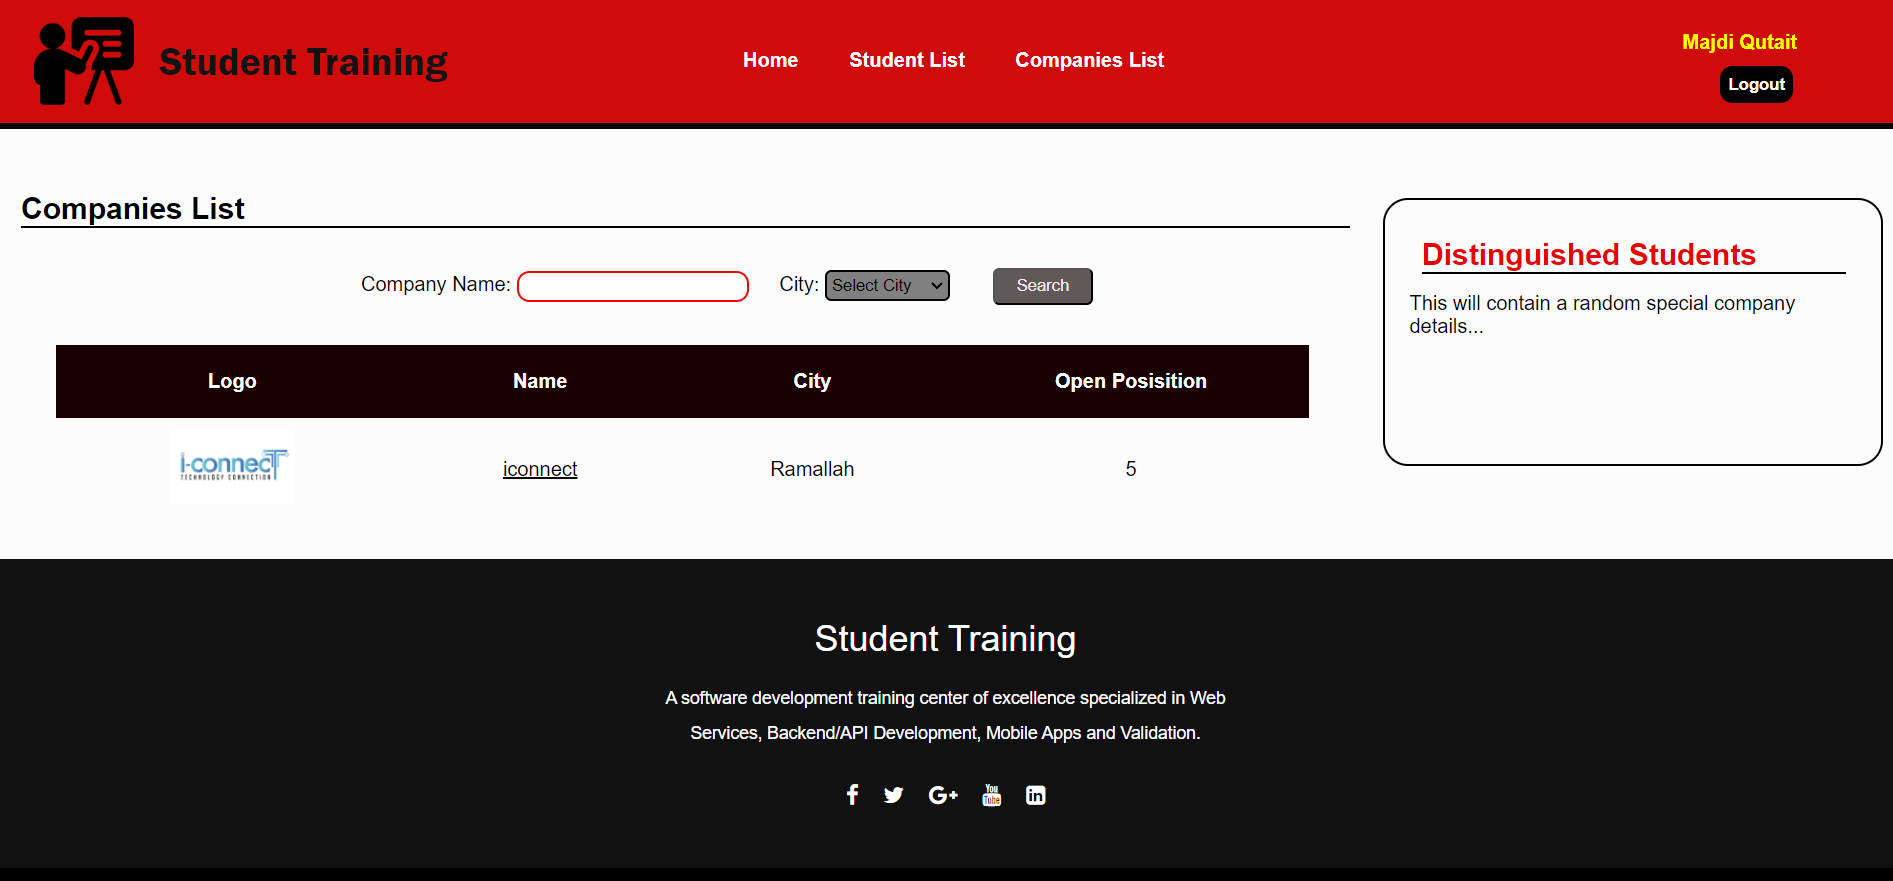 Student Training
Home
Student List
Companies List
Majdi Qutait
Logout
Companies List
Company Name:
City:
Select City
Search
Logo
Name
City
Open Posisition
i-connect
TECHNOLOGY CONNECTION
iconnect
Ramallah
5
Distinguished Students
This will contain a random special company
details...
Student Training
A software development training center of excellence specialized in Web
Services, Backend/API Development, Mobile Apps and Validation.
f
G+
You
Tube
in